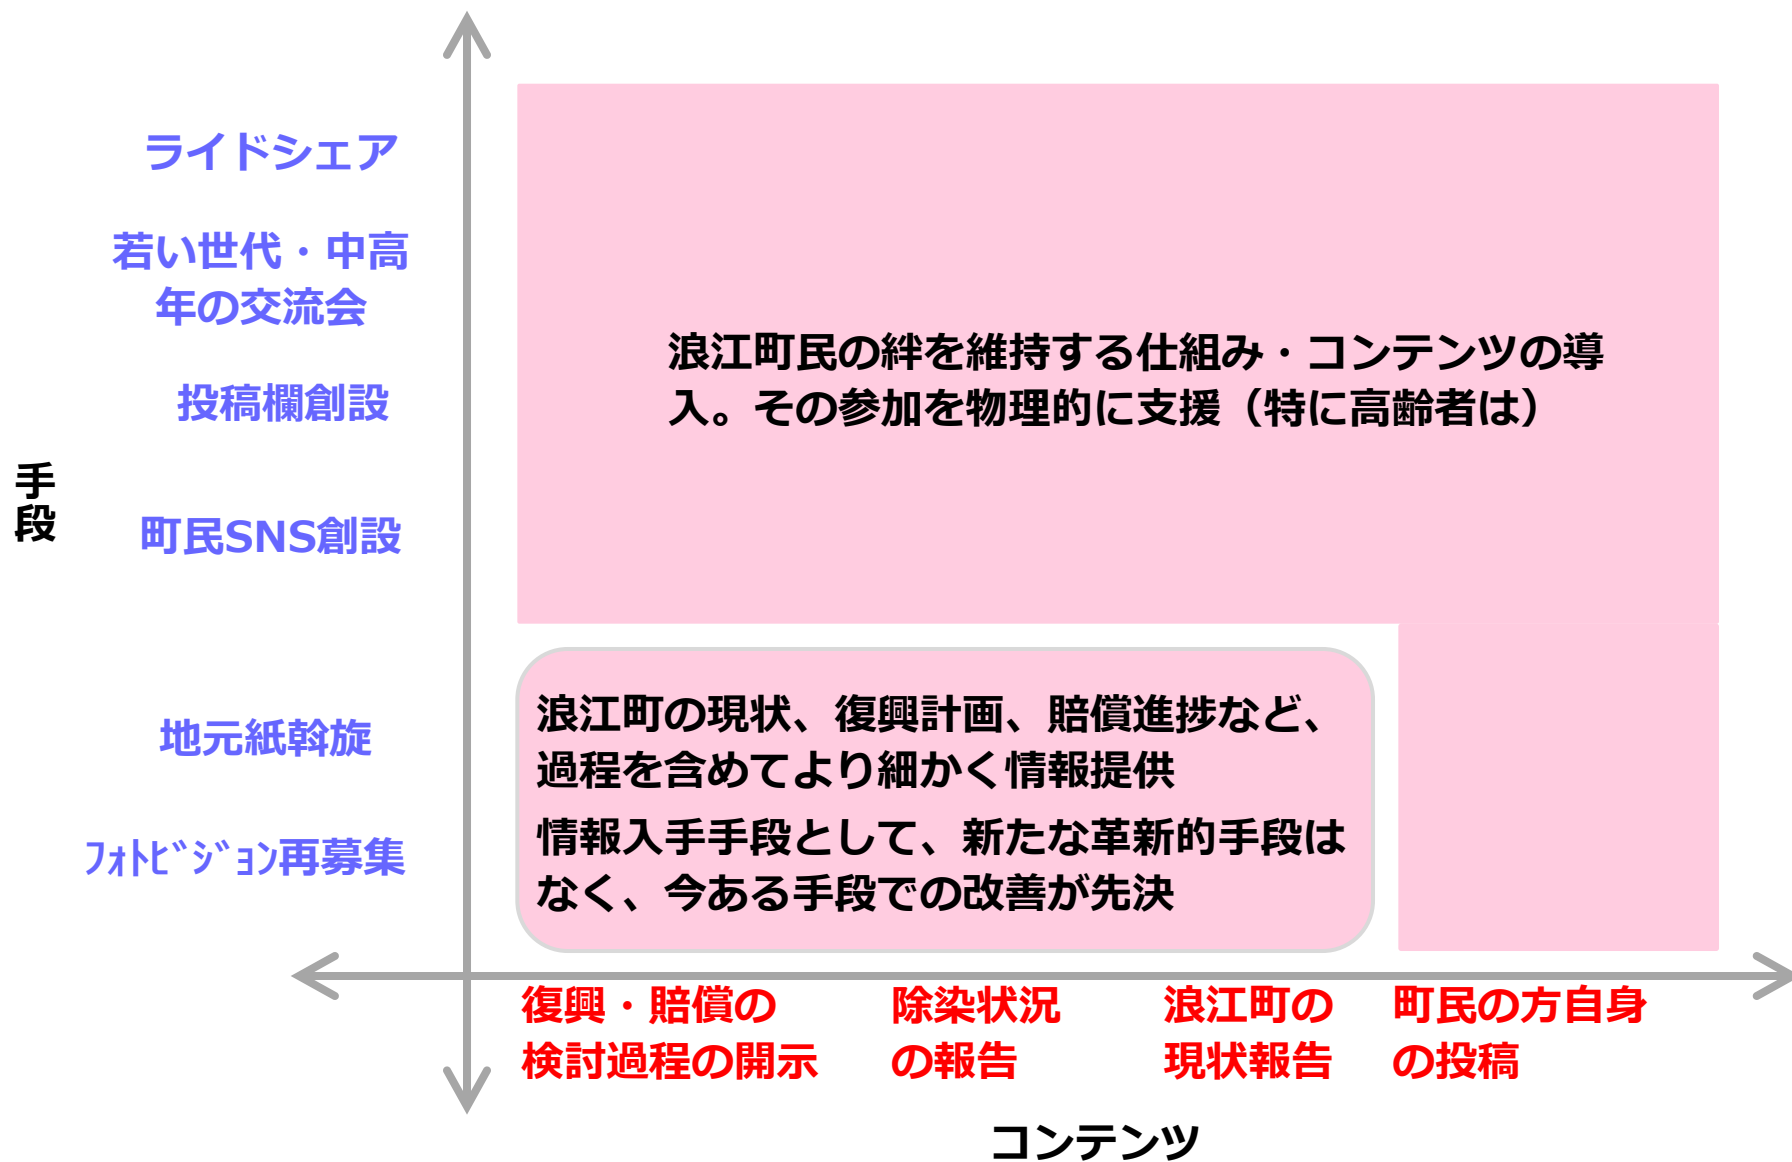 ライドシェア
若い世代・中高
年の交流会
投稿欄創設
手
段
町民SNS創設
地元紙斡旋
ﾌｫﾄﾋﾞｼﾞｮﾝ再募集
浪江町民の絆を維持する仕組み・コンテンツの導
入。その参加を物理的に支援（特に高齢者は）
浪江町の現状、復興計画、賠償進捗など、
過程を含めてより細かく情報提供
情報入手手段として、新たな革新的手段は
なく、今ある手段での改善が先決
復興・賠償の
検討過程の開示
除染状況
の報告
浪江町の
現状報告
町民の方自身
の投稿
コンテンツ